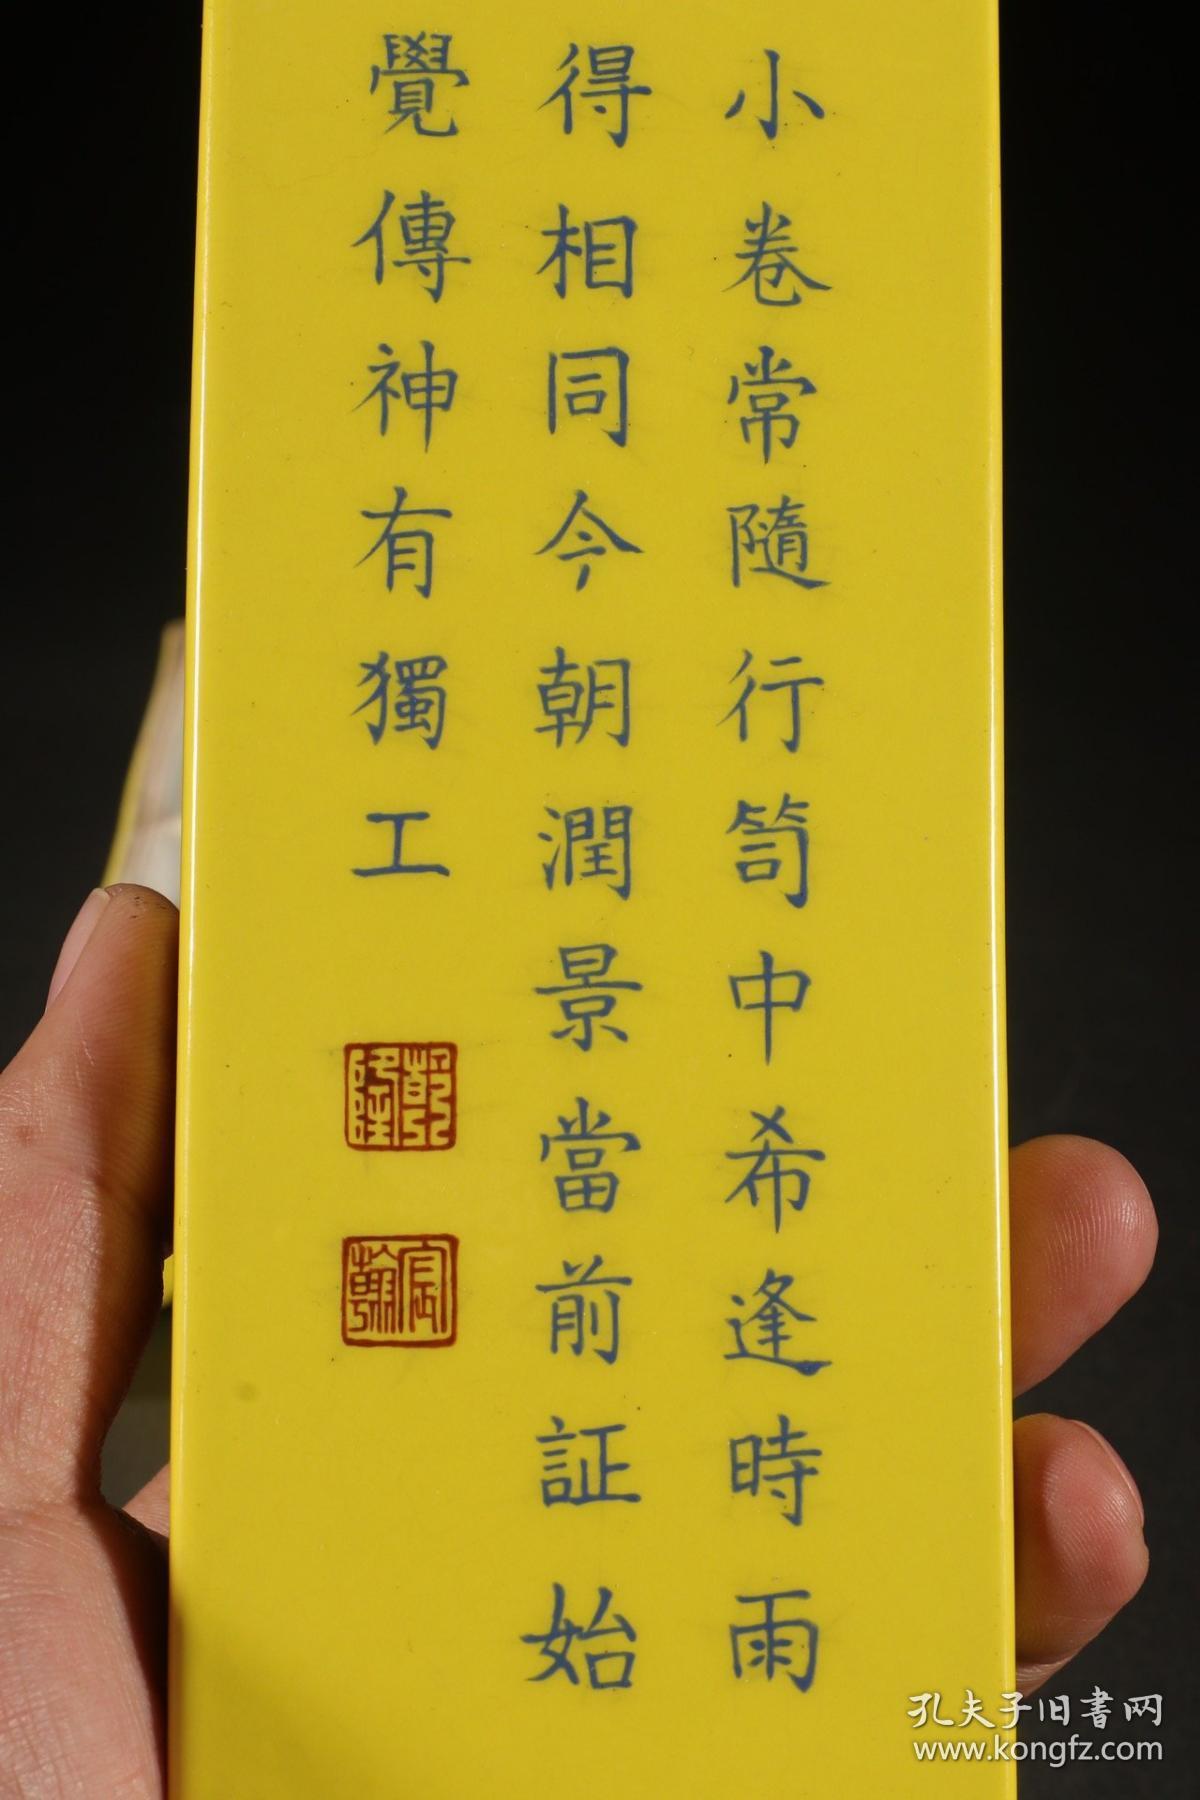 小卷常隨行笥中希逢時雨
得相同今朝潤景當前証始
覺傳神有獨工
乾隆
宸翰
孔夫子旧书网
www.kongfz.com